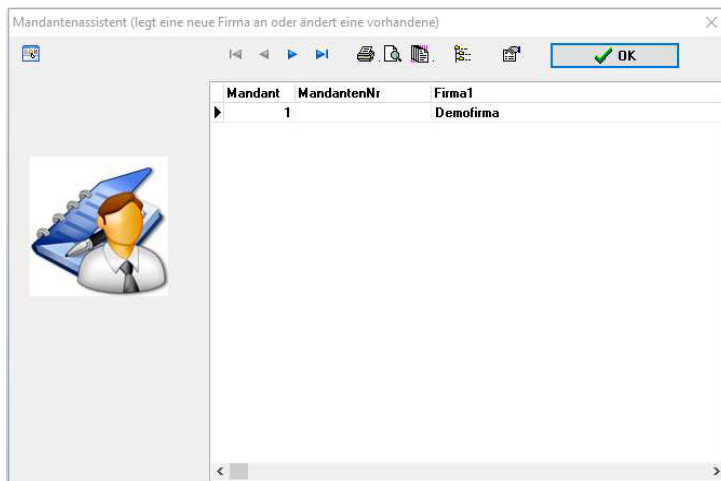 Mandantenassistent (legt eine neue Firma an oder ändert eine vorhandene)
OK
Mandant MandantenNr Firma1
1 Demofirma